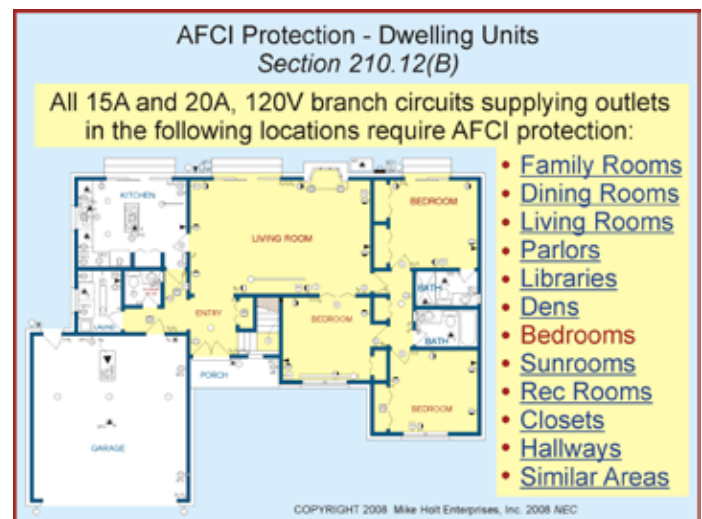 AFCI Protection - Dwelling Units
Section 210.12(B)
All 15A and 20A, 120V branch circuits supplying outlets
in the following locations require AFCI protection:
• Family Rooms
• Dining Rooms
• Living Rooms
• Parlors
• Libraries
• Dens
• Bedrooms
• Sunrooms
• Rec Rooms
• Closets
• Hallways
• Similar Areas
KITCHEN
LIVING ROOM
BEDROOM
BATH
ENTRY
BEDROOM
BATH
PORCH
BEDROOM
GARAGE
COPYRIGHT 2008 Mike Holt Enterprises, Inc. 2008 NEC